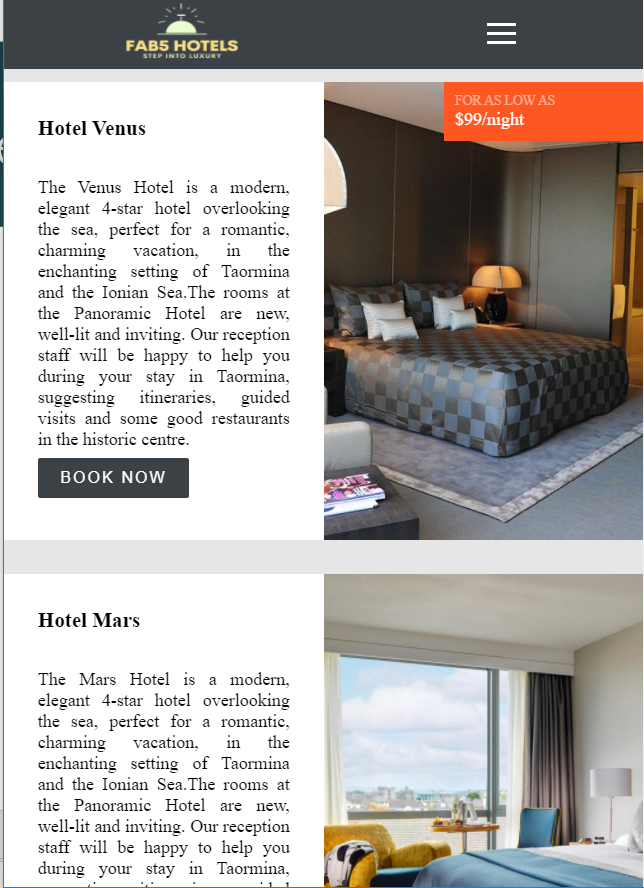 FAB5 HOTELS
STEP INTO LUXURY
Hotel Venus
FOR AS LOW AS
$99/night
The Venus Hotel is a modern,
elegant 4-star hotel overlooking
the sea, perfect for a romantic,
charming vacation, in the
enchanting setting of Taormina
and the Ionian Sea.The rooms at
the Panoramic Hotel are new,
well-lit and inviting. Our reception
staff will be happy to help you
during your stay in Taormina,
suggesting itineraries, guided
visits and some good restaurants
in the historic centre.
BOOK NOW
Hotel Mars
The Mars Hotel is a modern,
elegant 4-star hotel overlooking
the sea, perfect for a romantic,
charming vacation, in the
enchanting setting of Taormina
and the Ionian Sea.The rooms at
the Panoramic Hotel are new,
well-lit and inviting. Our reception
staff will be happy to help you
during your stay in Taormina,